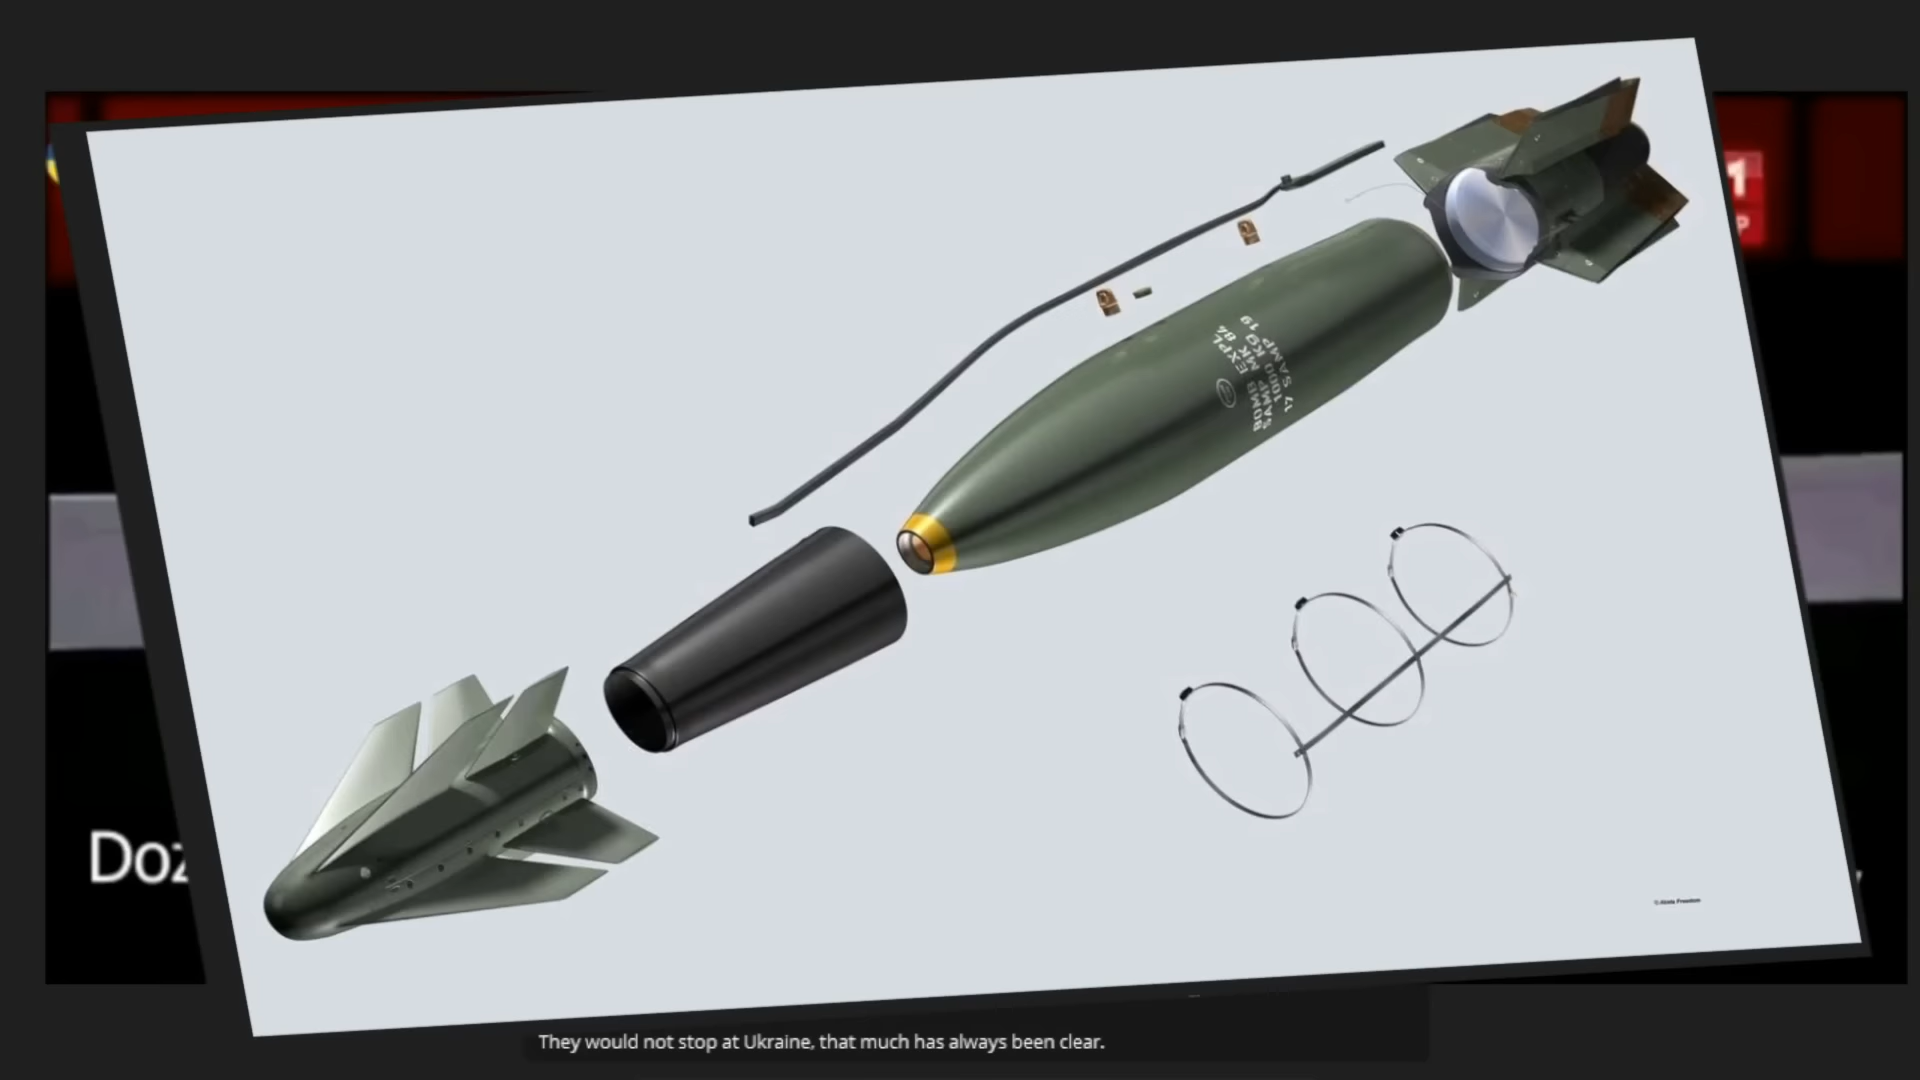 1
P
BOMB EXPL
SAMP MK 84
1000 KG
17 SAMP 19
Doz
They would not stop at Ukraine, that much has always been clear.